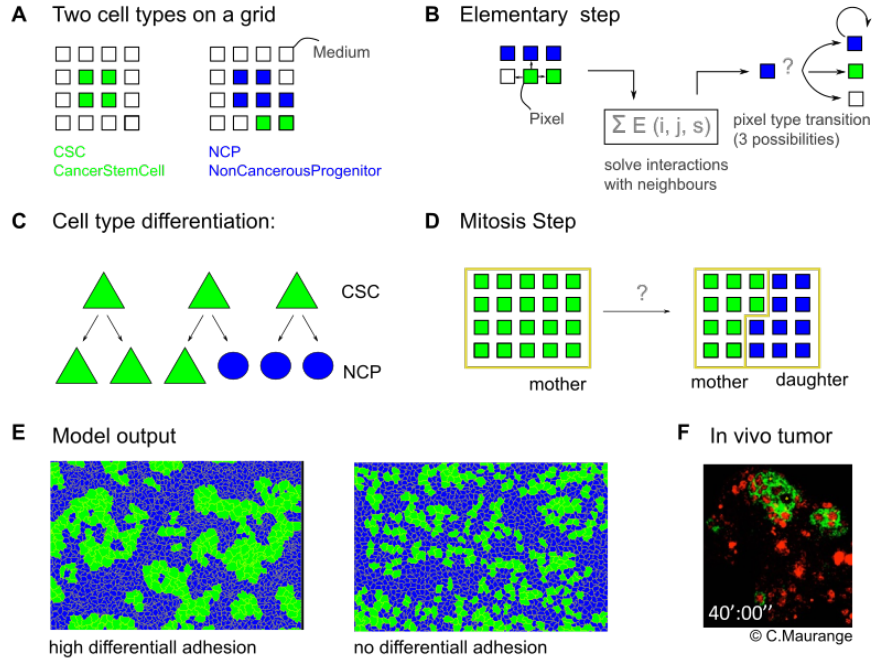 A Two cell types on a grid
Medium
CSC
CancerStemCell
NCP
NonCancerousProgenitor
B Elementary step
Pixel
Σ E (i, j, s)
solve interactions
with neighbours
?
pixel type transition
(3 possibilities)
C Cell type differentiation:
CSC
NCP
D Mitosis Step
?
mother
mother
daughter
E Model output
high differentiall adhesion
no differentiall adhesion
F In vivo tumor
40':00''
© C.Maurange